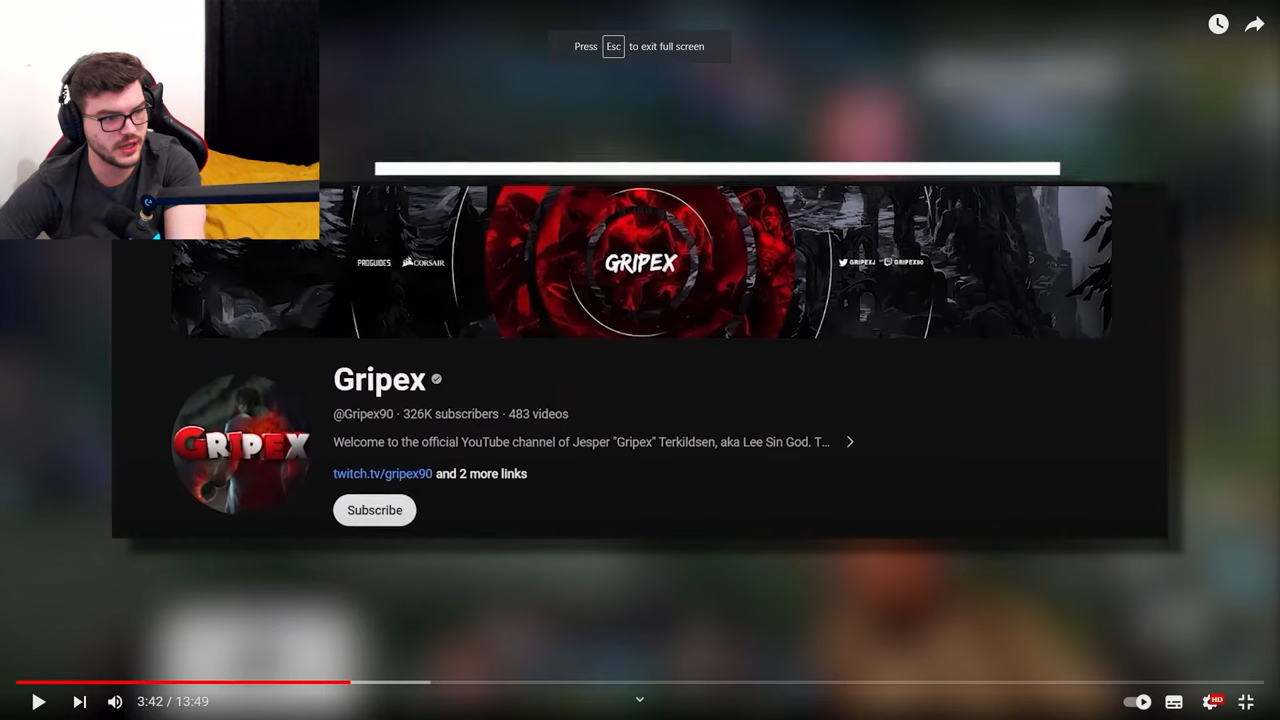 Press Esc to exit full screen
PROGUIDES CORSAIR
GRIPEX
GRIPEXJ GRIPEX90
Gripex
@Gripex90 · 326K subscribers · 483 videos
GRIPEX
Welcome to the official YouTube channel of Jesper "Gripex" Terkildsen, aka Lee Sin God. T...
twitch.tv/gripex90 and 2 more links
Subscribe
3:42 / 13:49
HD